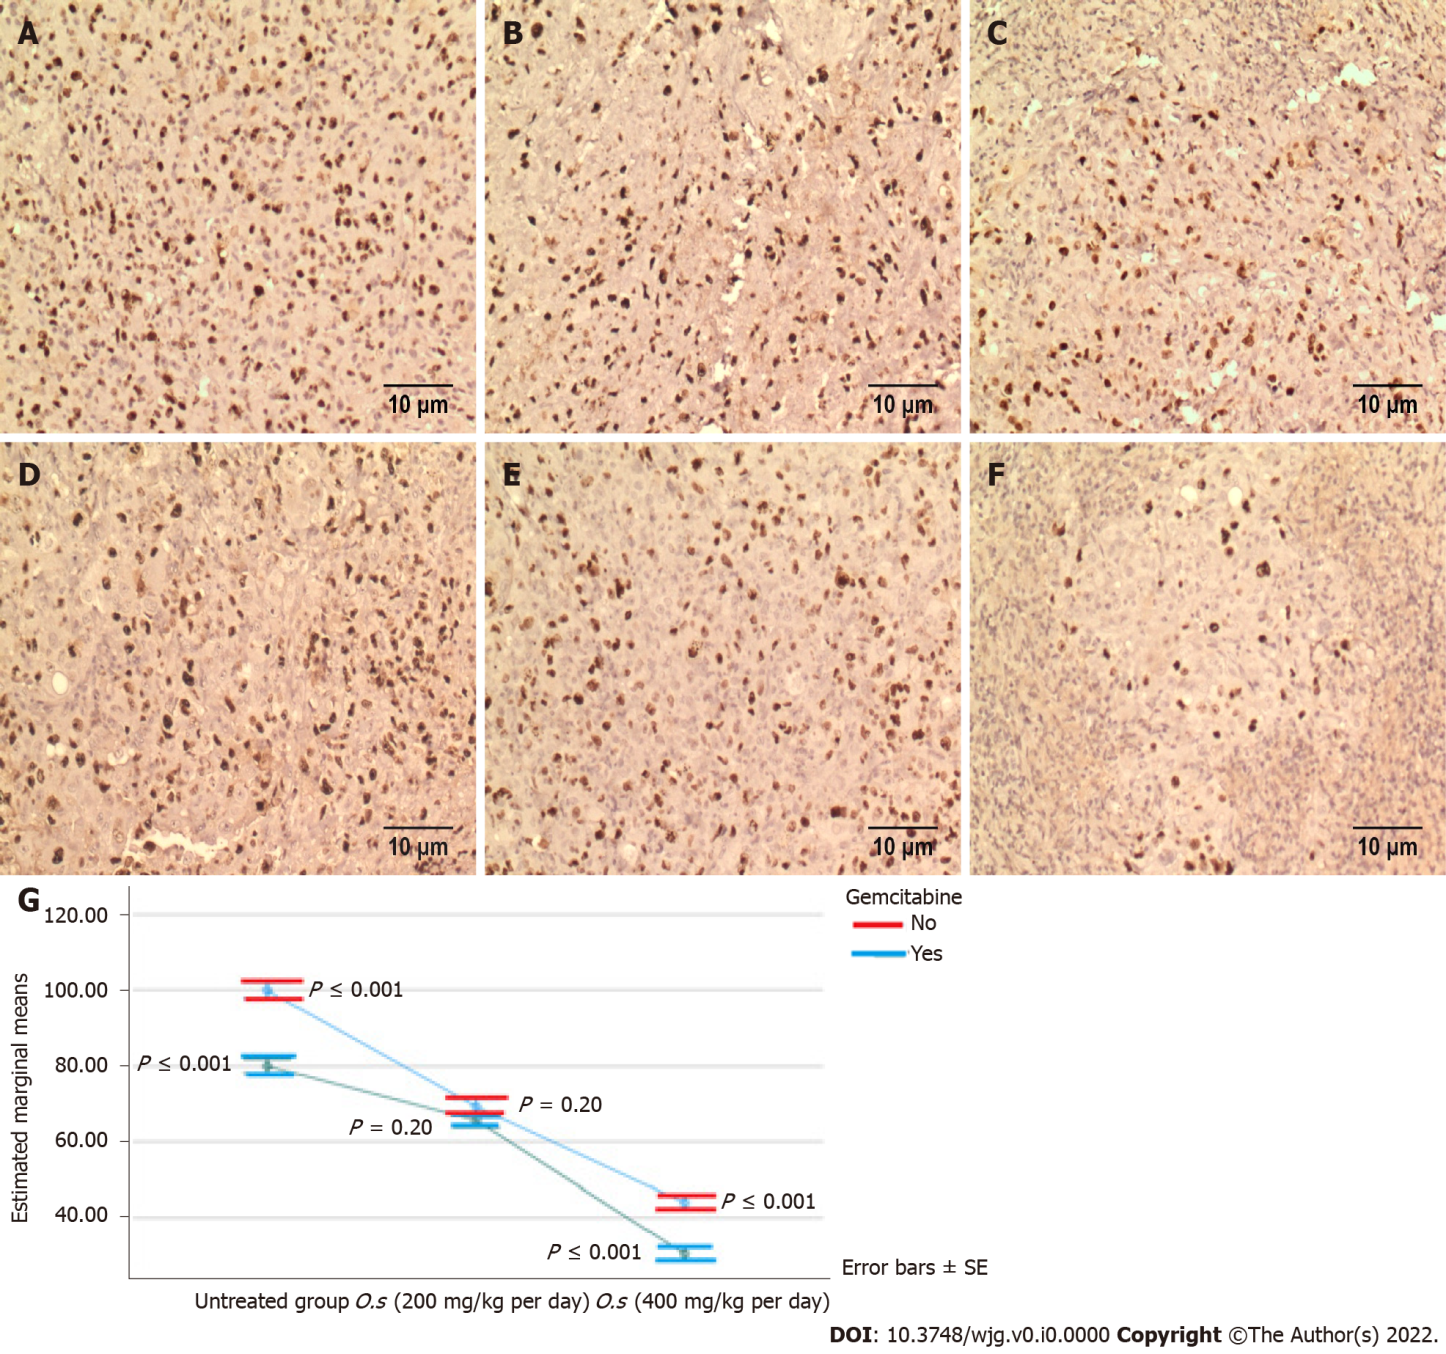 A
B
C
10 µm
10 µm
10 µm
D
E
F
10 µm
10 µm
10 µm
G
Gemcitabine
No
Yes
Estimated marginal means
120.00
100.00
80.00
60.00
40.00
P ≤ 0.001
P ≤ 0.001
P = 0.20
P = 0.20
P ≤ 0.001
P ≤ 0.001
Error bars ± SE
Untreated group O.s (200 mg/kg per day) O.s (400 mg/kg per day)
DOI: 10.3748/wjg.v0.i0.0000 Copyright ©The Author(s) 2022.